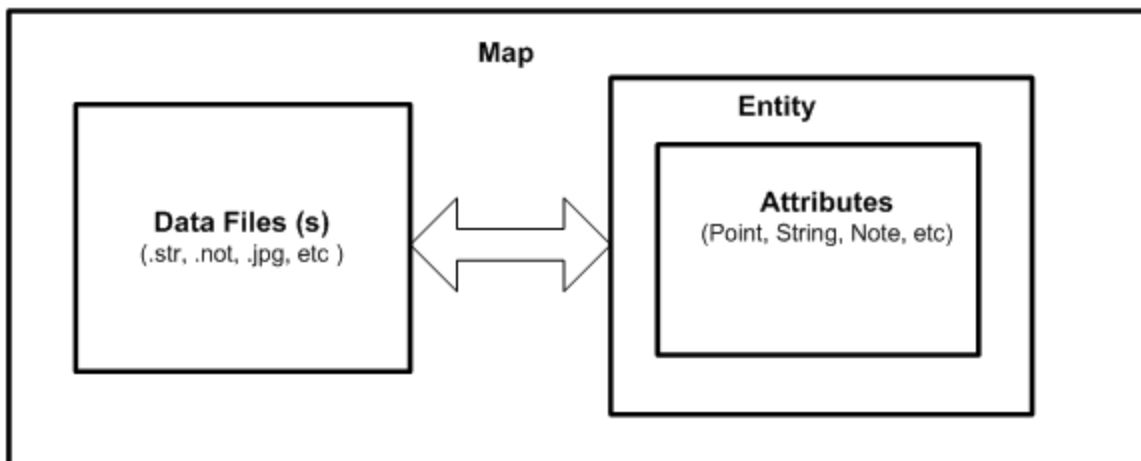 Map
Entity
Data Files (s)
(.str, .not, .jpg, etc )
Attributes
(Point, String, Note, etc)